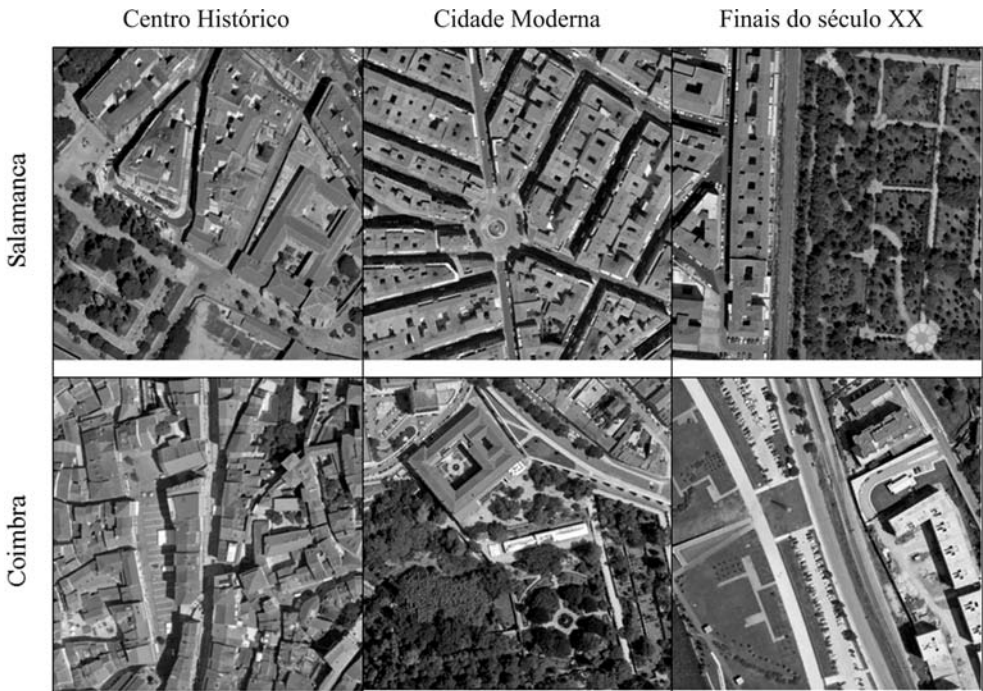 Centro Histórico
Cidade Moderna
Finais do século XX
Salamanca
Coimbra